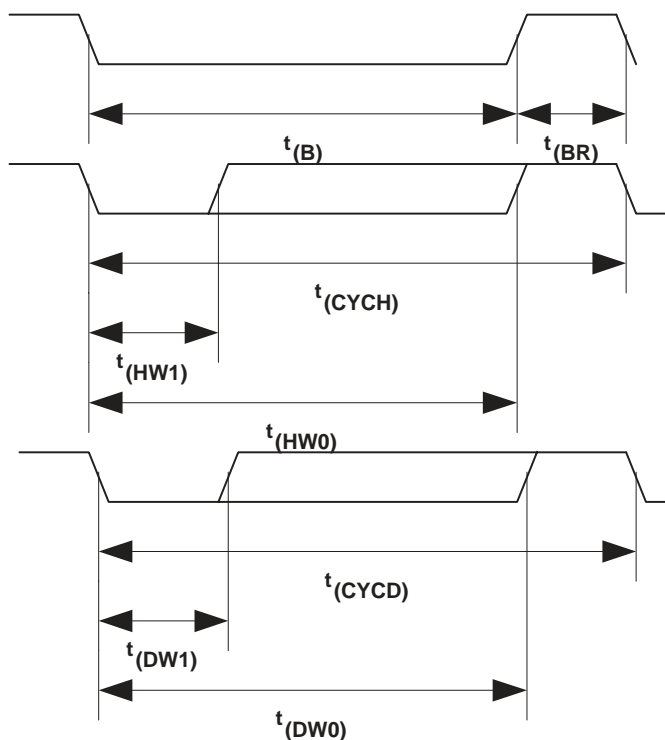 t(B)
t(BR)
t(CYCH)
t(HW1)
t(HW0)
t(CYCD)
t(DW1)
t(DW0)